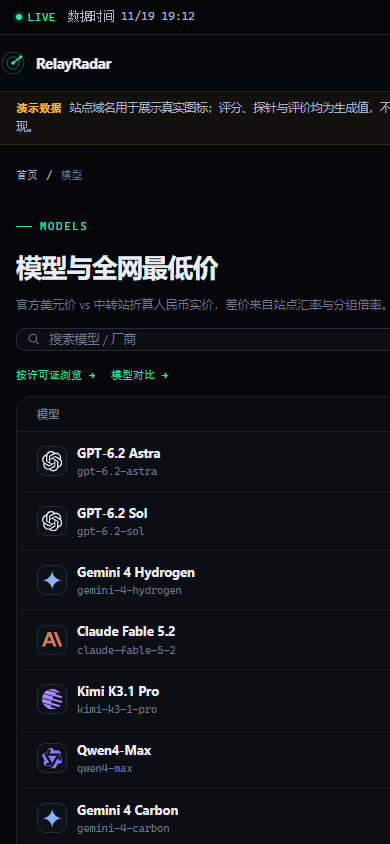 LIVE 数据时间 11/19 19:12
RelayRadar
演示数据 站点域名用于展示真实图标；评分、探针与评价均为生成值，不
现。
首页 / 模型
MODELS
模型与全网最低价
官方美元价 vs 中转站折算人民币实价，差价来自站点汇率与分组倍率。
搜索模型 / 厂商
按许可证浏览 → 模型对比 →
模型
GPT-6.2 Astra
gpt-6.2-astra
GPT-6.2 Sol
gpt-6.2-sol
Gemini 4 Hydrogen
gemini-4-hydrogen
Claude Fable 5.2
claude-fable-5-2
Kimi K3.1 Pro
kimi-k3-1-pro
Qwen4-Max
qwen4-max
Gemini 4 Carbon
gemini-4-carbon